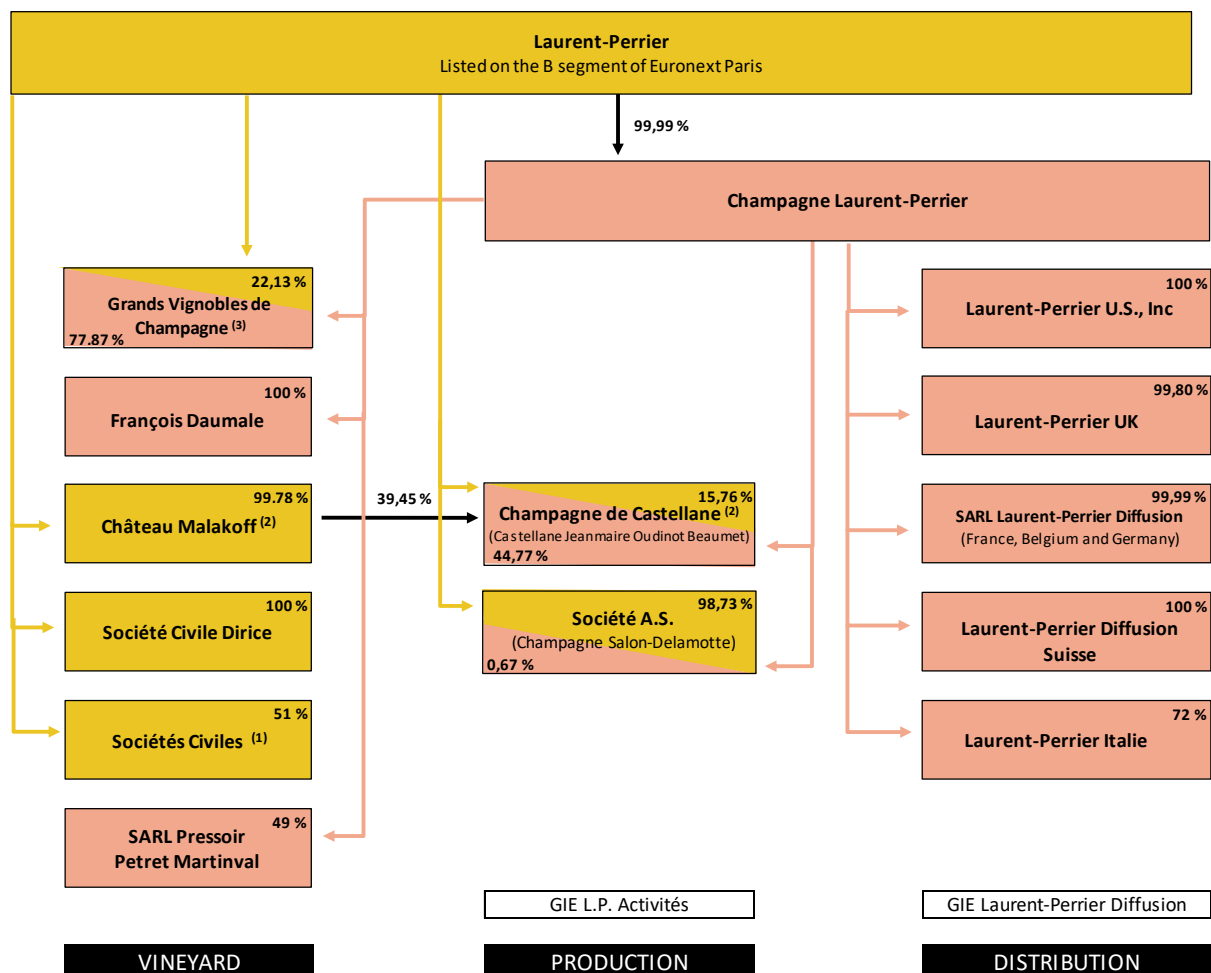 Laurent-Perrier
Listed on the B segment of Euronext Paris
99,99 %
Champagne Laurent-Perrier
22,13 %
Grands Vignobles de
Champagne (3)
77.87 %
100 %
François Daumale
99.78 %
Château Malakoff (2)
39,45 %
100 %
Société Civile Dirice
51 %
Sociétés Civiles (1)
49 %
SARL Pressoir
Petret Martinval
15,76 %
Champagne de Castellane (2)
(Castellane Jeanmaire Oudinot Beaumet)
44,77 %
98,73 %
Société A.S.
(Champagne Salon-Delamotte)
0,67 %
100 %
Laurent-Perrier U.S., Inc
99,80 %
Laurent-Perrier UK
99,99 %
SARL Laurent-Perrier Diffusion
(France, Belgium and Germany)
100 %
Laurent-Perrier Diffusion
Suisse
72 %
Laurent-Perrier Italie
GIE L.P. Activités
GIE Laurent-Perrier Diffusion
VINEYARD
PRODUCTION
DISTRIBUTION